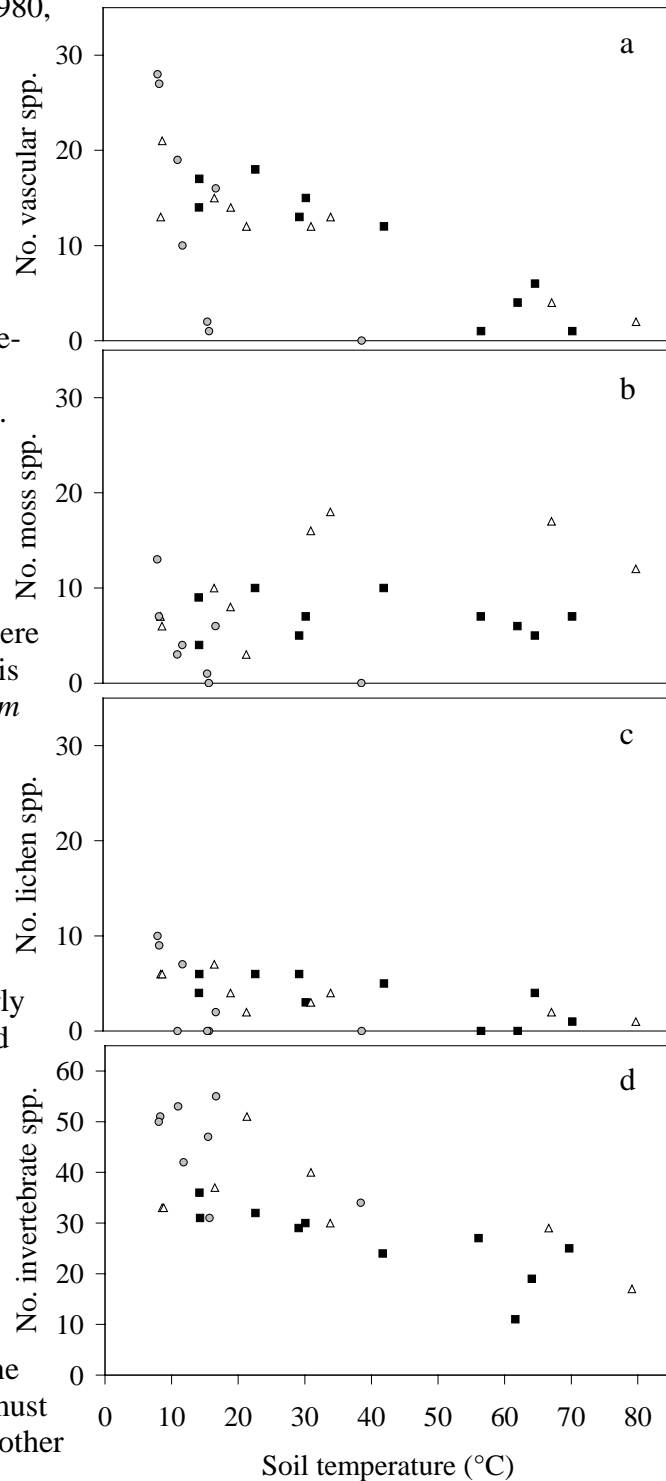 980,
e-
.
ere
is
m
rly
d
ne
nust
other
a
No. vascular spp.
30
20
10
0
b
No. moss spp.
30
20
10
0
c
No. lichen spp.
30
20
10
0
d
No. invertebrate spp.
60
50
40
30
20
10
0
0 10 20 30 40 50 60 70 80
Soil temperature (°C)